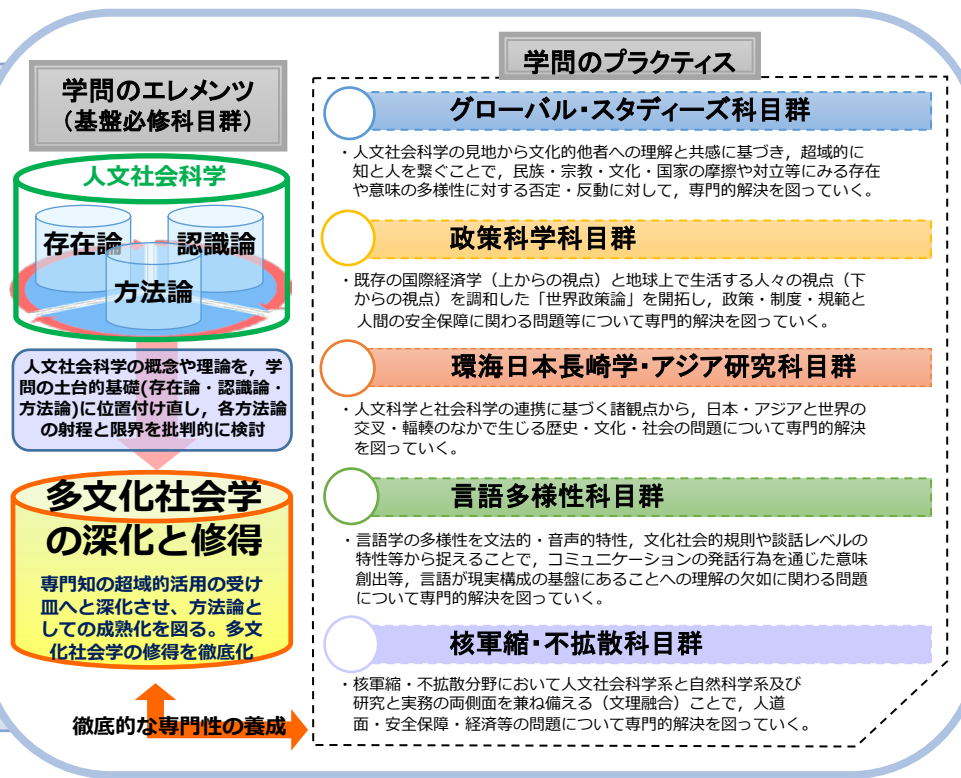 学問のエレメンツ
（基盤必修科目群）
人文社会科学
存在論
認識論
方法論
人文社会科学の概念や理論を，学
問の土台的基礎(存在論・認識論・
方法論)に位置付け直し，各方法論
の射程と限界を批判的に検討
多文化社会学
の深化と修得
専門知の超域的活用の受け
皿へと深化させ、方法論と
しての成熟化を図る。多文
化社会学の修得を徹底化
徹底的な専門性の養成
学問のプラクティス
グローバル・スタディーズ科目群
・人文社会科学の見地から文化的他者への理解と共感に基づき，超域的に
知と人を繋ぐことで，民族・宗教・文化・国家の摩擦や対立等にみる存在
や意味の多様性に対する否定・反動に対して，専門的解決を図っていく。
政策科学科目群
・既存の国際経済学（上からの視点）と地球上で生活する人々の視点（下
からの視点）を調和した「世界政策論」を開拓し，政策・制度・規範と
人間の安全保障に関わる問題等について専門的解決を図っていく。
環海日本長崎学・アジア研究科目群
・人文科学と社会科学の連携に基づく諸観点から，日本・アジアと世界の
交叉・輻輳のなかで生じる歴史・文化・社会の問題について専門的解決
を図っていく。
言語多様性科目群
・言語学の多様性を文法的・音声的特性，文化社会的規則や談話レベルの
特性等から捉えることで，コミュニケーションの発話行為を通じた意味
創出等，言語が現実構成の基盤にあることへの理解の欠如に関わる問題
について専門的解決を図っていく。
核軍縮・不拡散科目群
・核軍縮・不拡散分野において人文社会科学系と自然科学系及び
研究と実務の両側面を兼ね備える（文理融合）ことで，人道
面・安全保障・経済等の問題について専門的解決を図っていく。